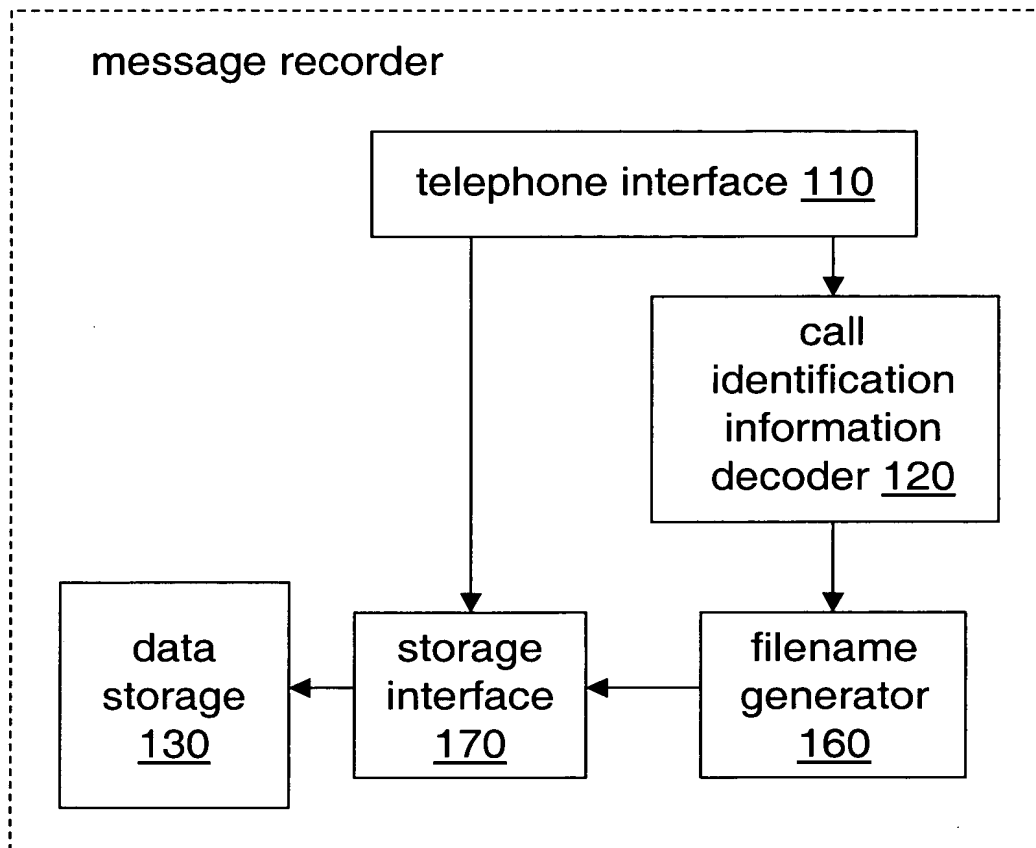 message recorder
telephone interface 110
call
identification
information
decoder 120
data
storage
130
storage
interface
170
filename
generator
160